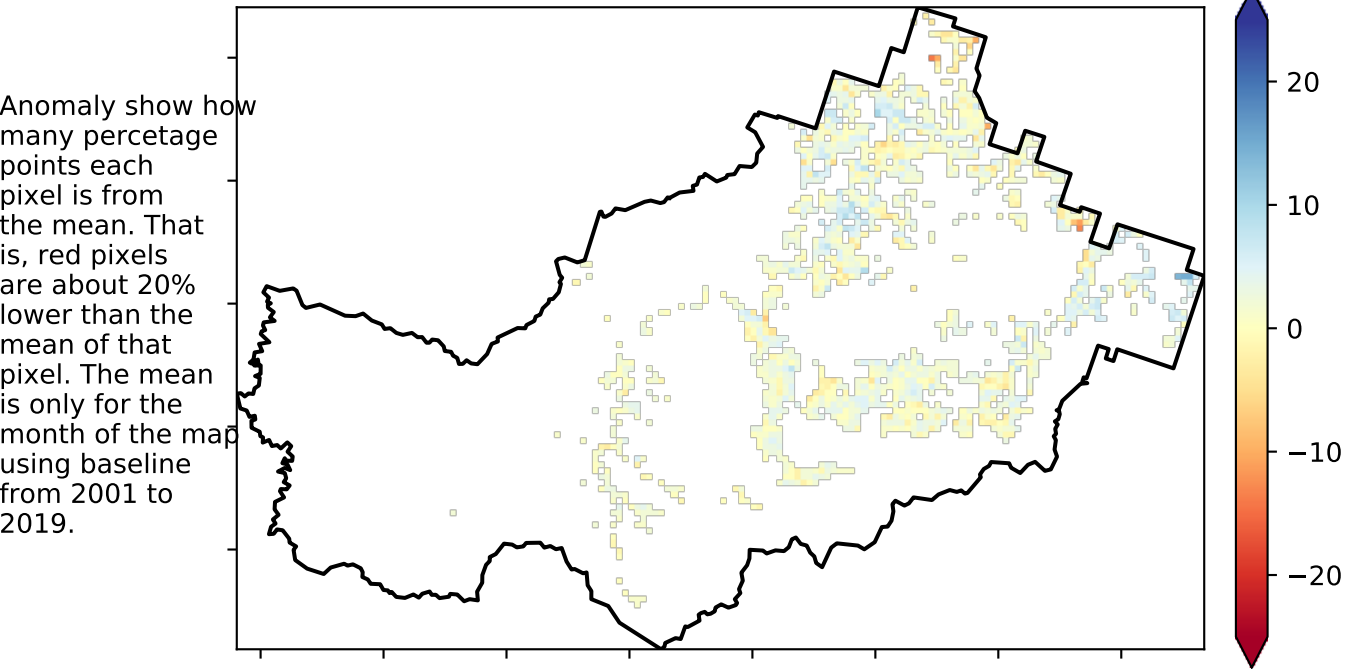 Anomaly show how
many percetage
points each
pixel is from
the mean. That
is, red pixels
are about 20%
lower than the
mean of that
pixel. The mean
is only for the
month of the map
using baseline
from 2001 to
2019.
20
10
0
−10
−20